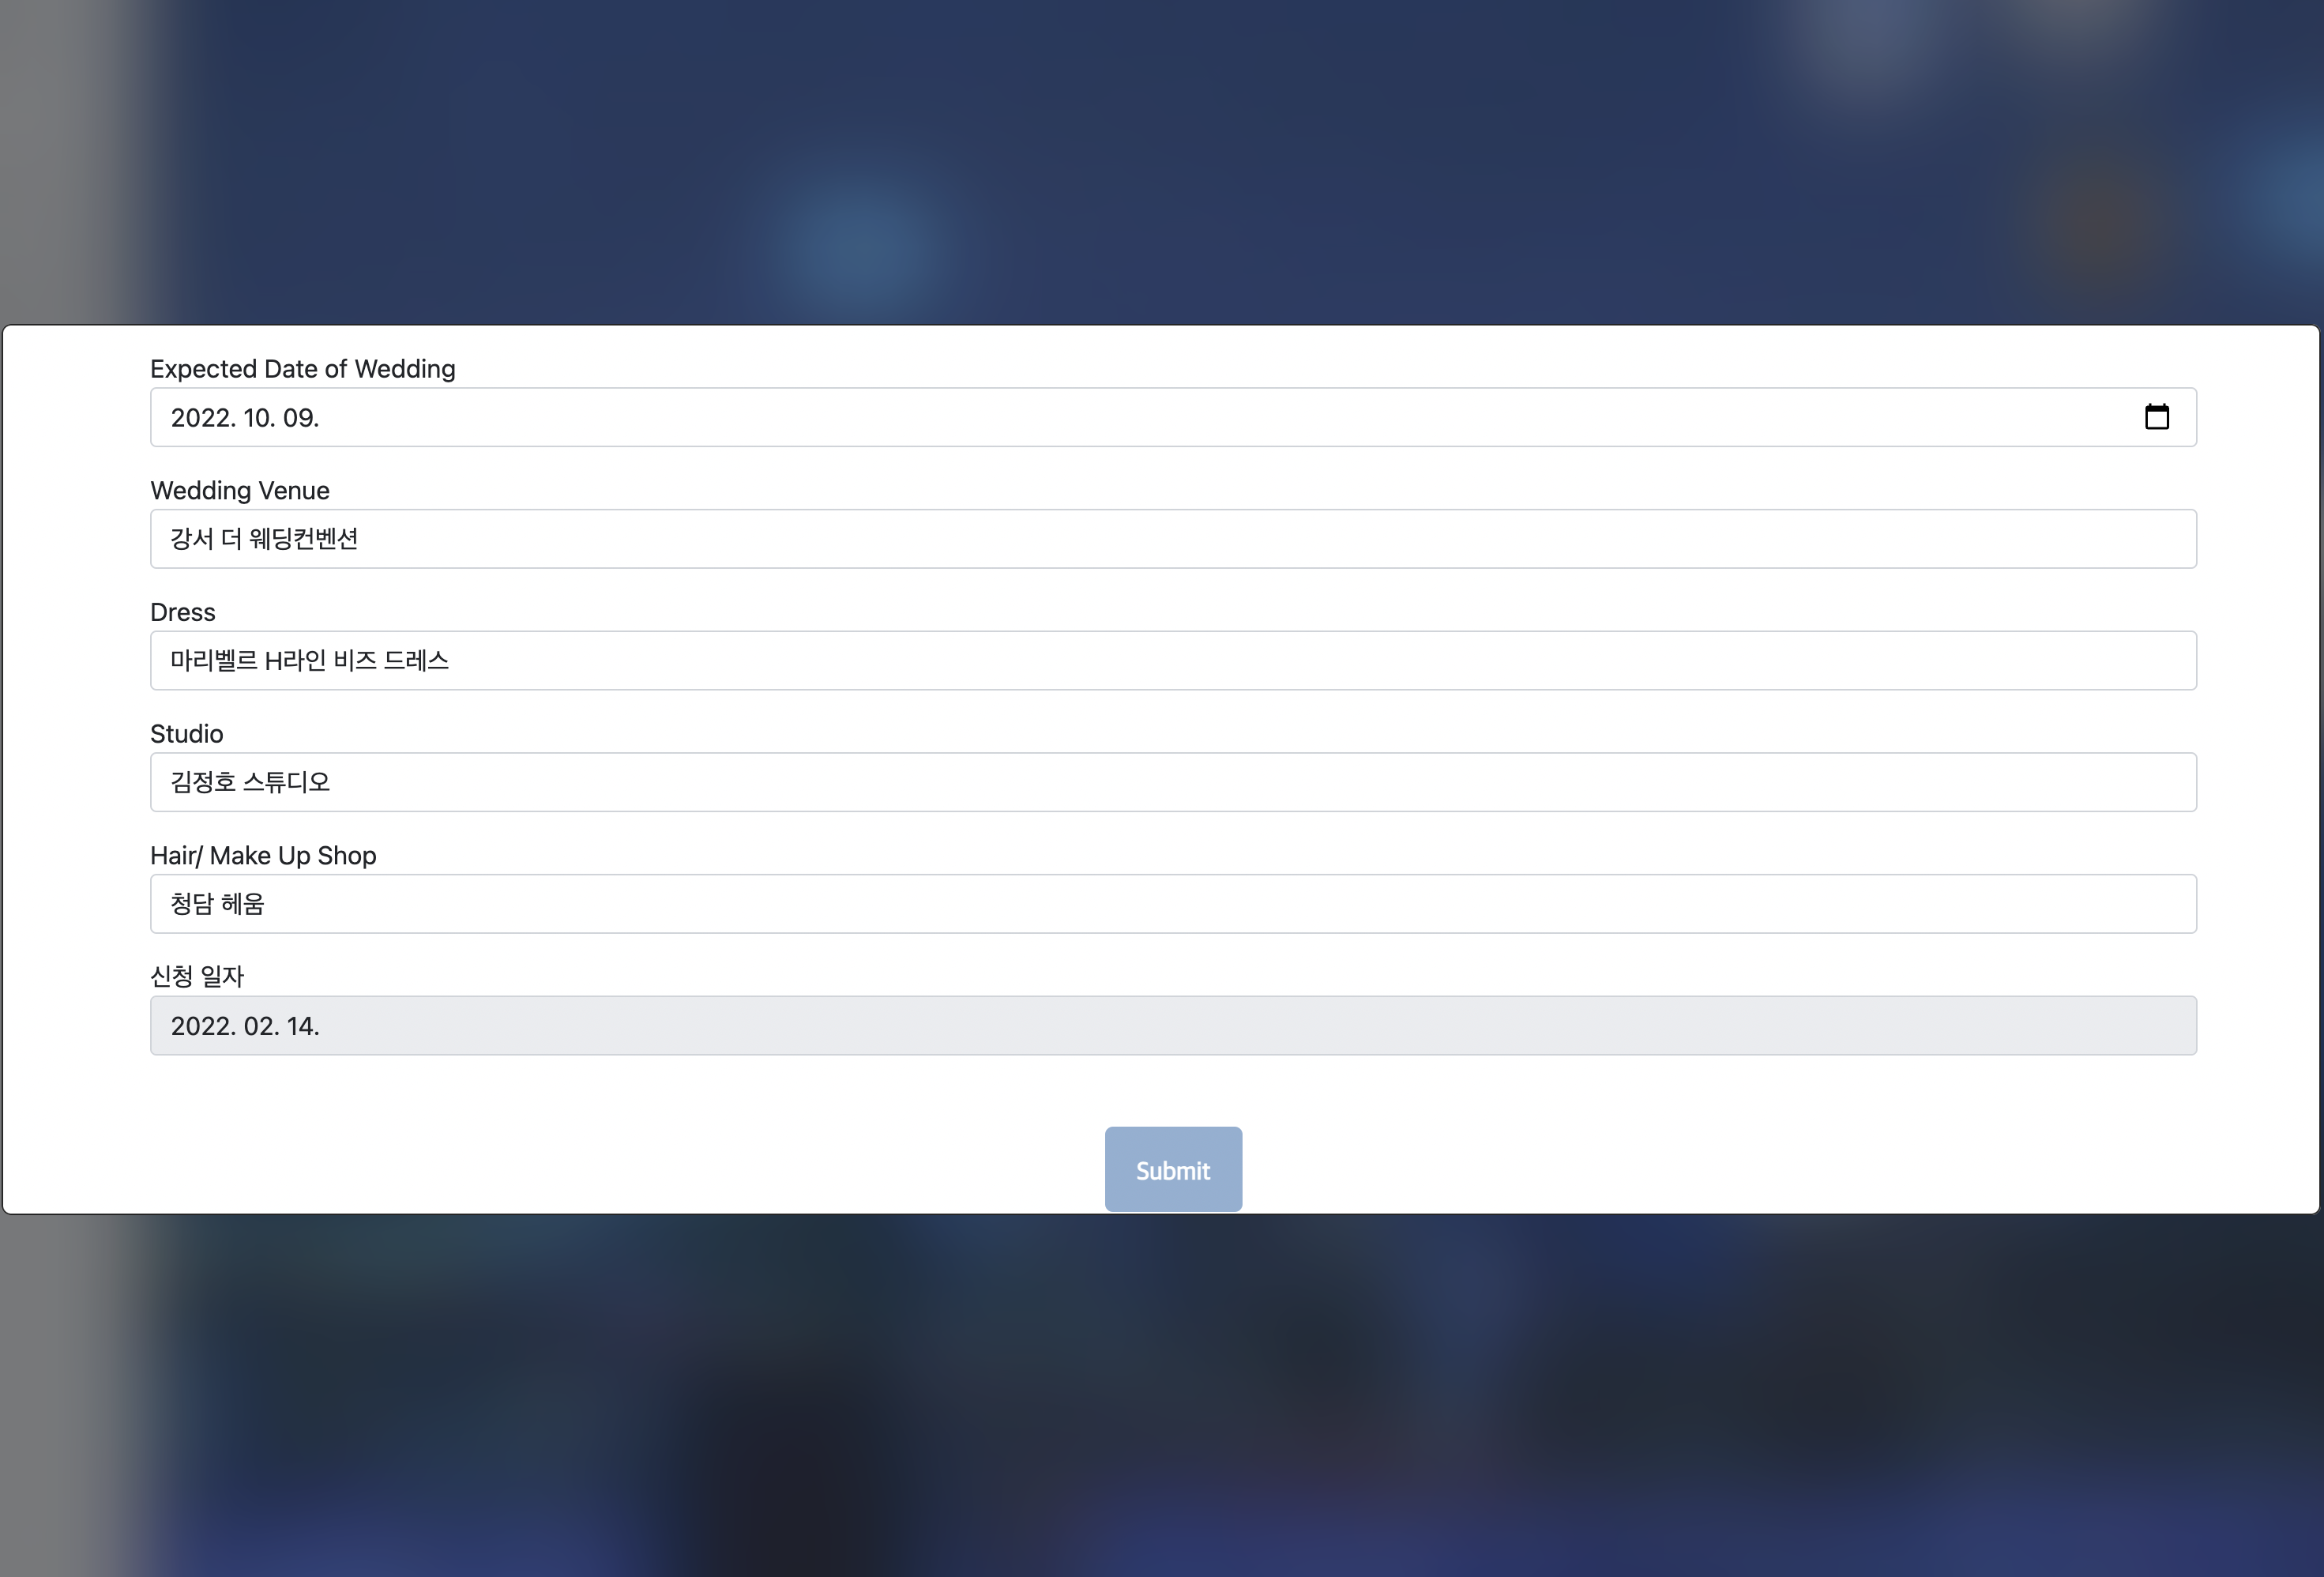 Expected Date of Wedding
2022. 10. 09.
Wedding Venue
강서 더 웨딩컨벤션
Dress
마리벨르 H라인 비즈 드레스
Studio
김정호 스튜디오
Hair/ Make Up Shop
청담 헤움
신청 일자
2022. 02. 14.
Submit